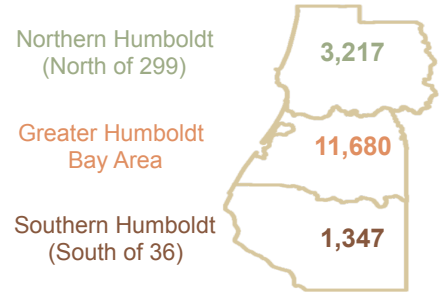 Northern Humboldt
(North of 299)
3,217
Greater Humboldt
Bay Area
11,680
Southern Humboldt
(South of 36)
1,347